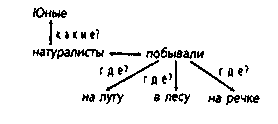 Юные
какие?
натуралисты побывали
где? где? где?
на лугу в лесу на речке